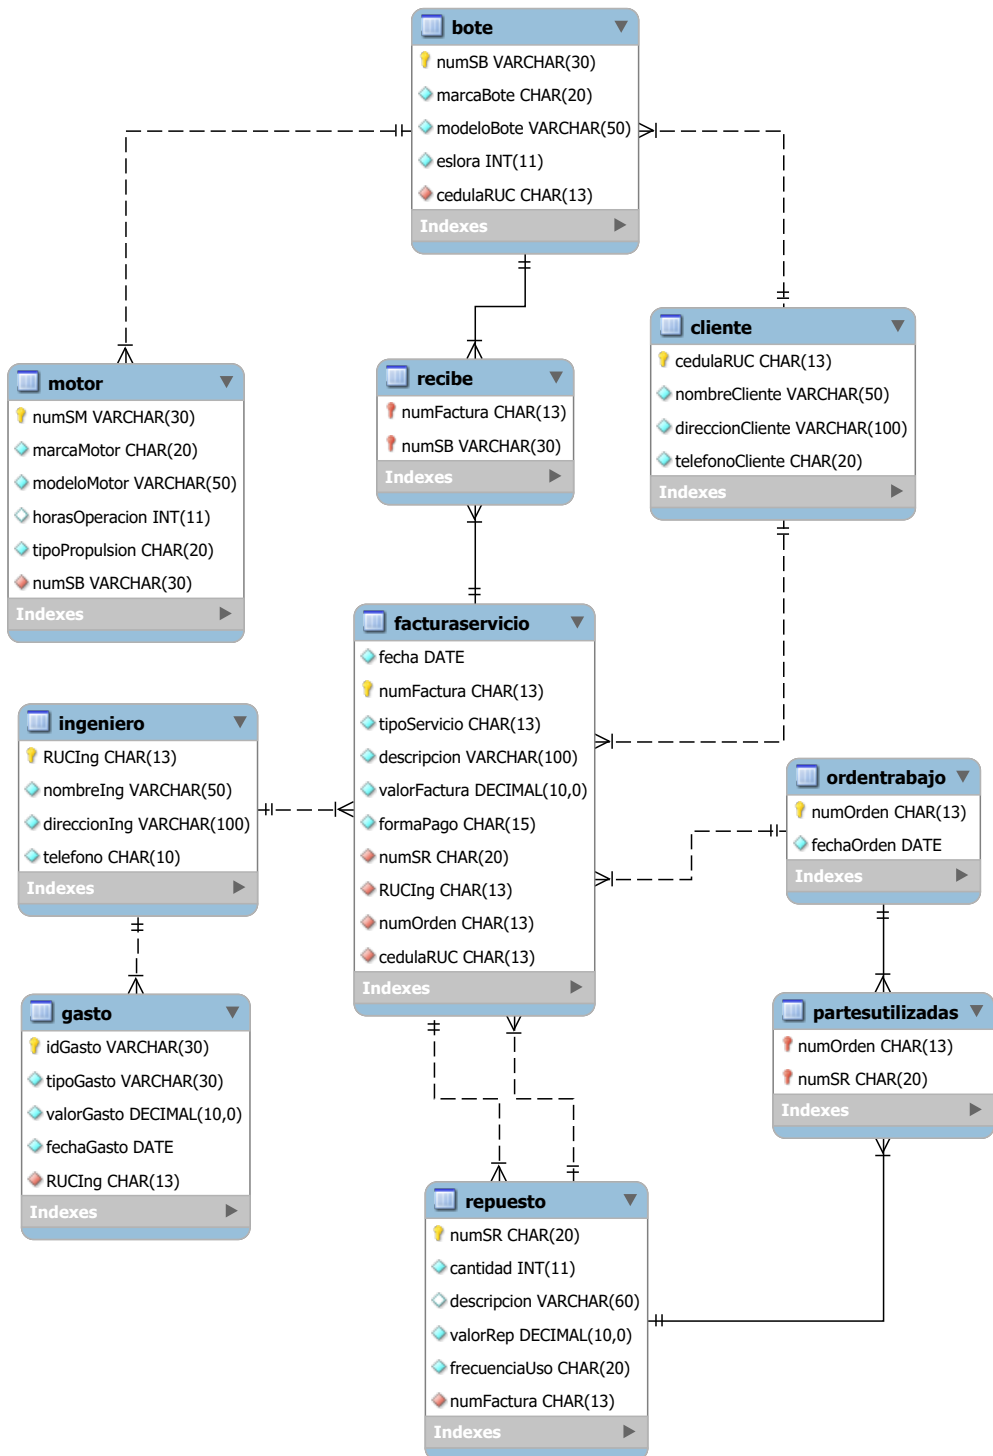 bote
numSB VARCHAR(30)
marcaBote CHAR(20)
modeloBote VARCHAR(50)
eslora INT(11)
cedulaRUC CHAR(13)
Indexes
cliente
cedulaRUC CHAR(13)
nombreCliente VARCHAR(50)
direccionCliente VARCHAR(100)
telefonoCliente CHAR(20)
Indexes
motor
numSM VARCHAR(30)
marcaMotor CHAR(20)
modeloMotor VARCHAR(50)
horasOperacion INT(11)
tipoPropulsion CHAR(20)
numSB VARCHAR(30)
Indexes
recibe
numFactura CHAR(13)
numSB VARCHAR(30)
Indexes
facturaservicio
fecha DATE
numFactura CHAR(13)
tipoServicio CHAR(13)
descripcion VARCHAR(100)
valorFactura DECIMAL(10,0)
formaPago CHAR(15)
numSR CHAR(20)
RUCIng CHAR(13)
numOrden CHAR(13)
cedulaRUC CHAR(13)
Indexes
ingeniero
RUCIng CHAR(13)
nombreIng VARCHAR(50)
direccionIng VARCHAR(100)
telefono CHAR(10)
Indexes
ordentrabajo
numOrden CHAR(13)
fechaOrden DATE
Indexes
gasto
idGasto VARCHAR(30)
tipoGasto VARCHAR(30)
valorGasto DECIMAL(10,0)
fechaGasto DATE
RUCIng CHAR(13)
Indexes
partesutilizadas
numOrden CHAR(13)
numSR CHAR(20)
Indexes
repuesto
numSR CHAR(20)
cantidad INT(11)
descripcion VARCHAR(60)
valorRep DECIMAL(10,0)
frecuenciaUso CHAR(20)
numFactura CHAR(13)
Indexes